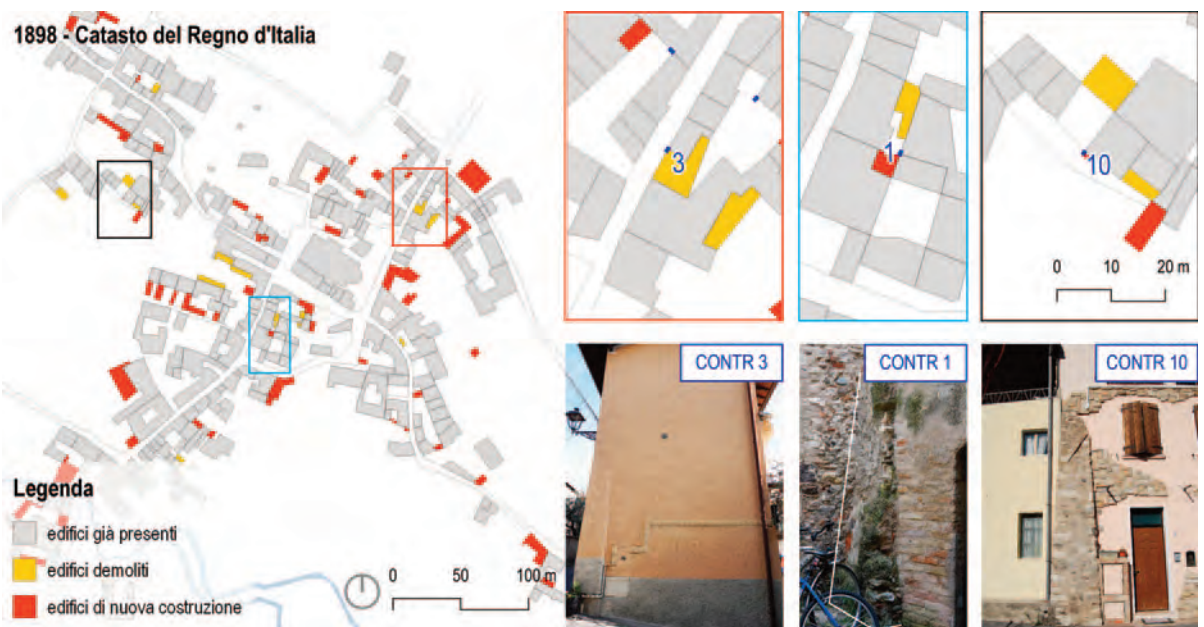 1898 - Catasto del Regno d'Italia
Legenda
edifici già presenti
edifici demoliti
edifici di nuova costruzione
0 50 100 m
3
1
10
0 10 20 m
CONTR 3
CONTR 1
CONTR 10